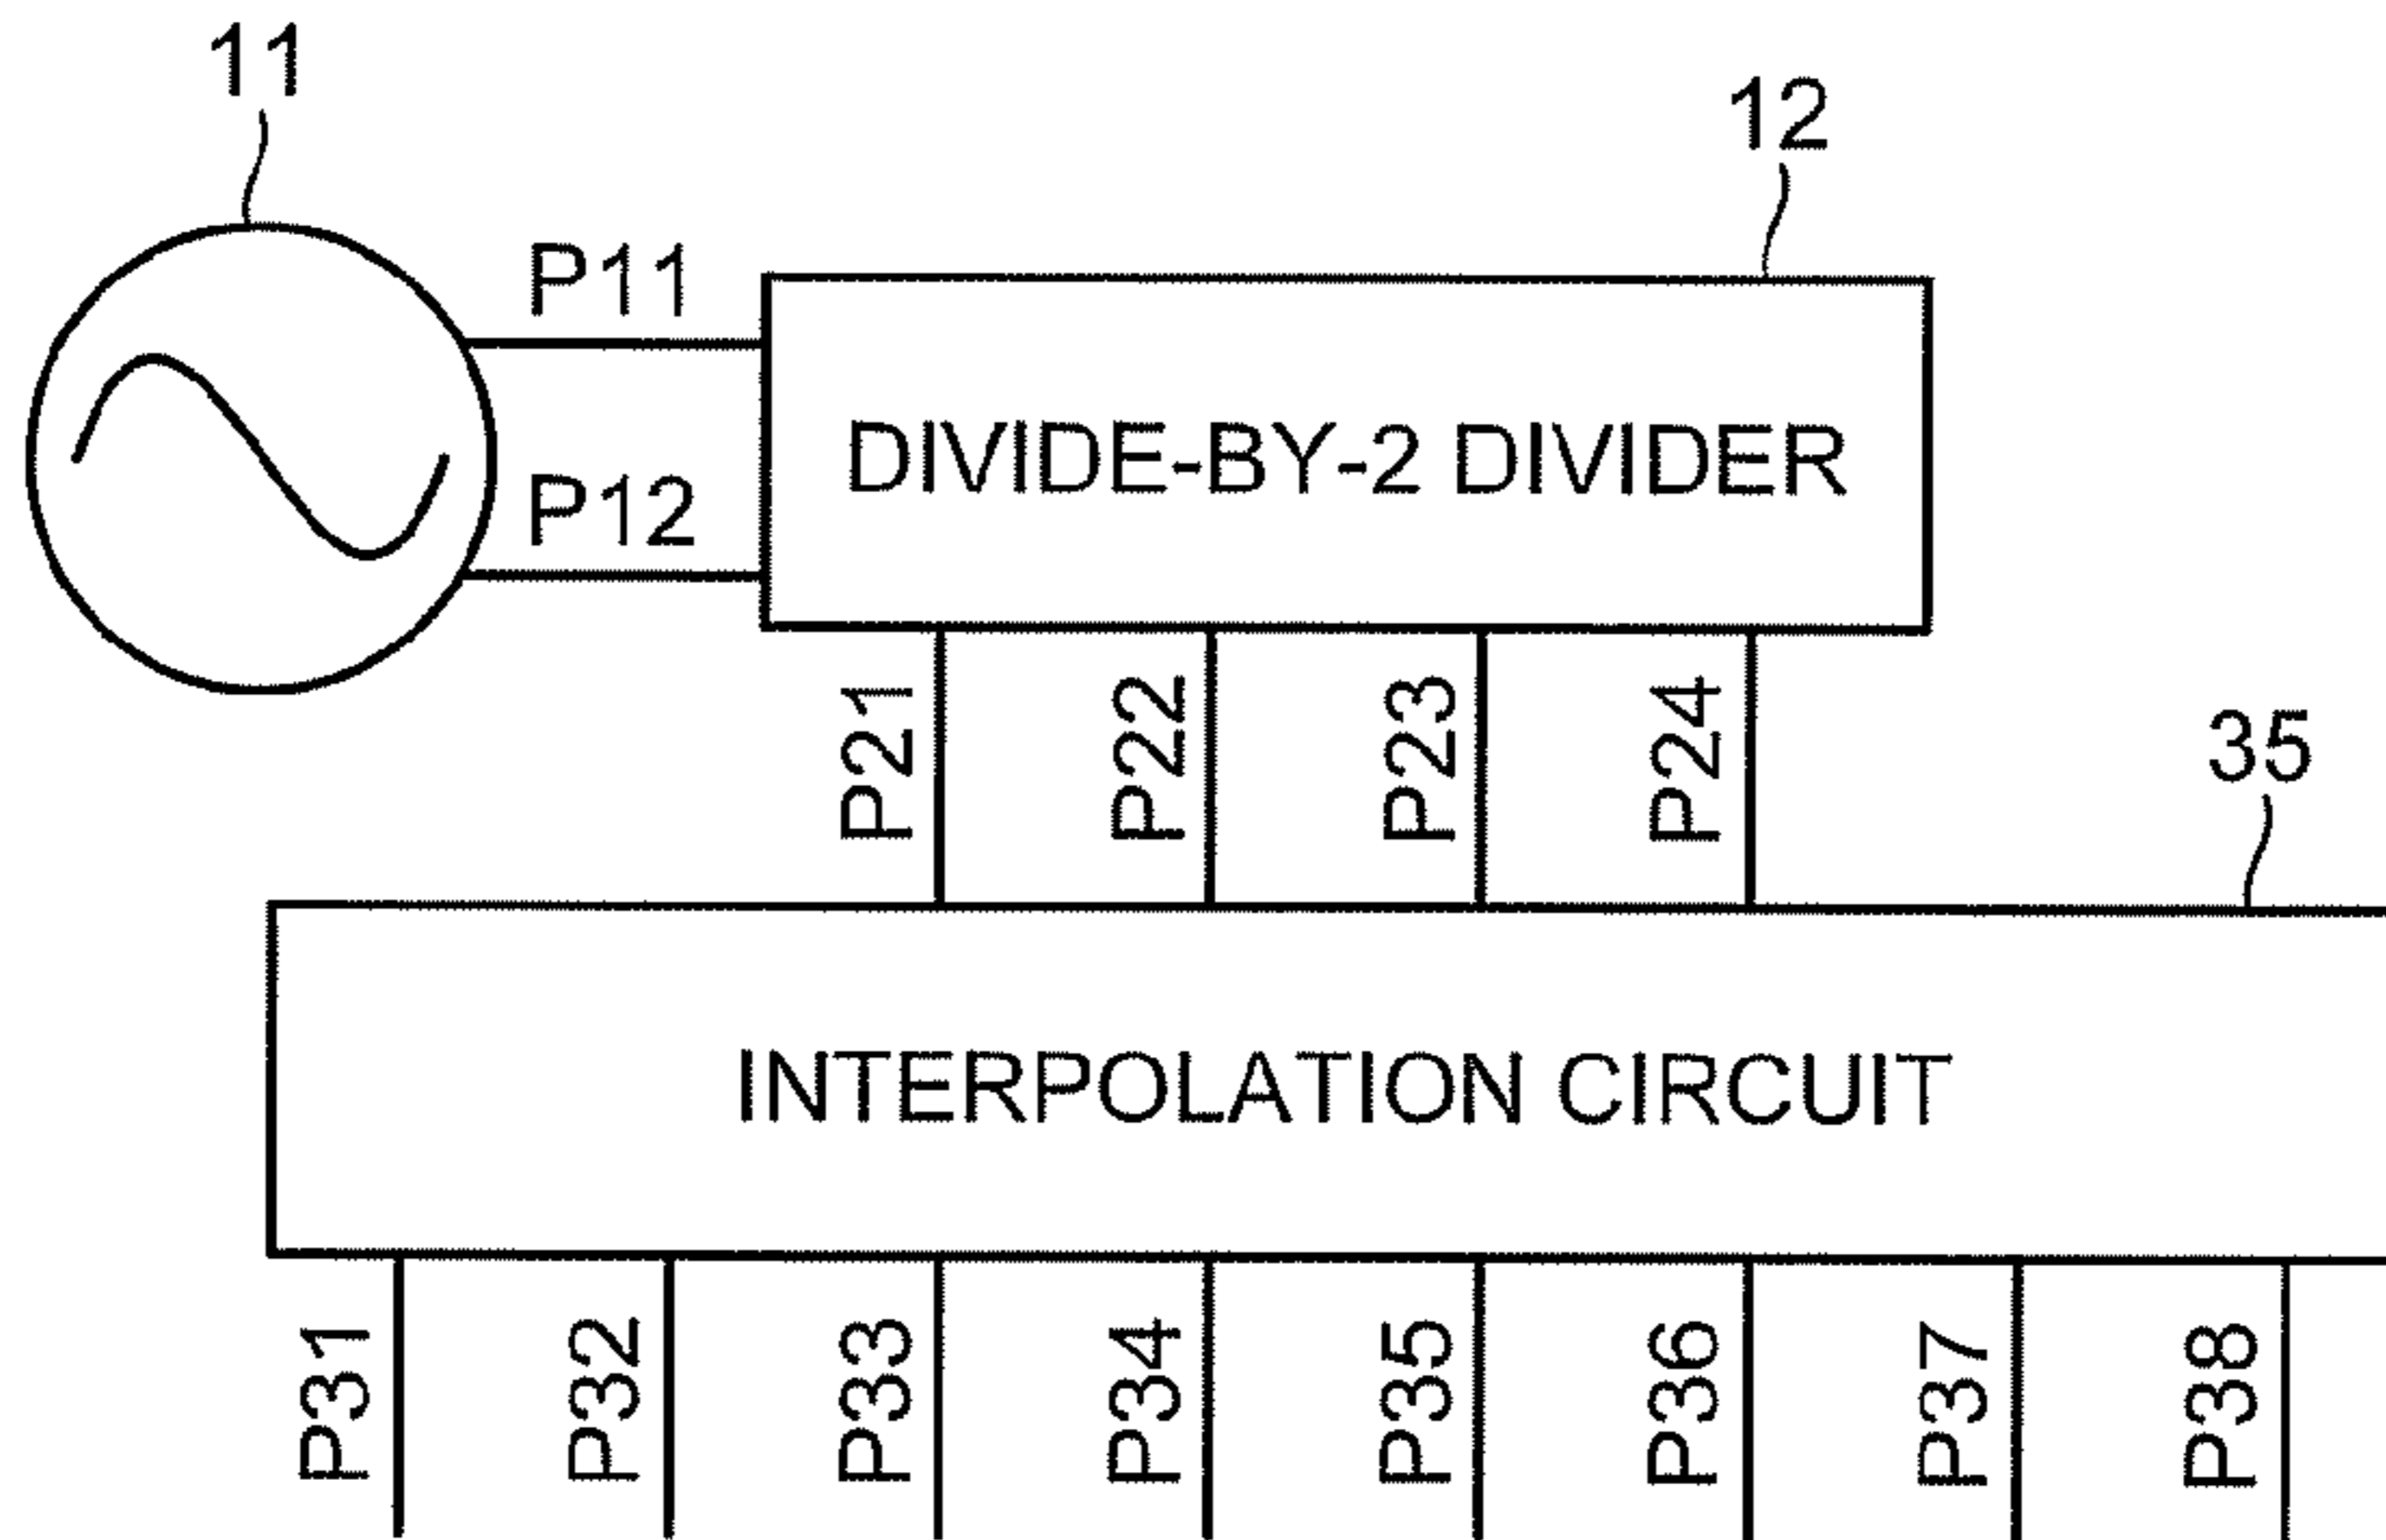 11
12
P11
P12
DIVIDE-BY-2 DIVIDER
P21
P22
P23
P24
35
INTERPOLATION CIRCUIT
P31
P32
P33
P34
P35
P36
P37
P38